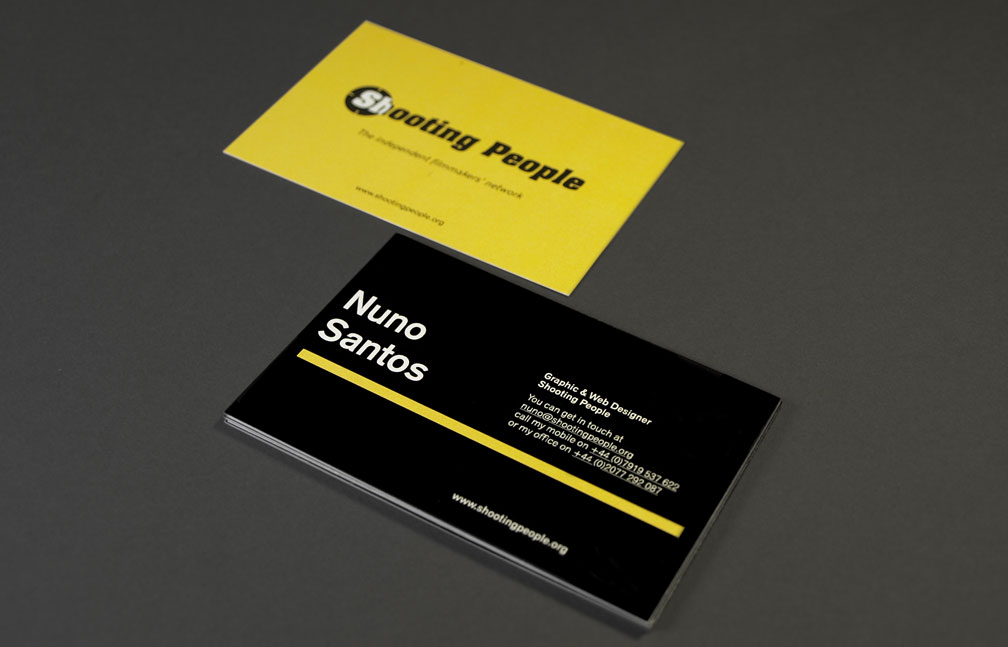 Shooting People
The independent filmmakers' network
www.shootingpeople.org
Nuno
Santos
Graphic & Web Designer
Shooting People
You can get in touch at
nuno@shootingpeople.org
call my mobile on +44 (0)7919 537 622
or my office on +44 (0)2077 292 087
www.shootingpeople.org